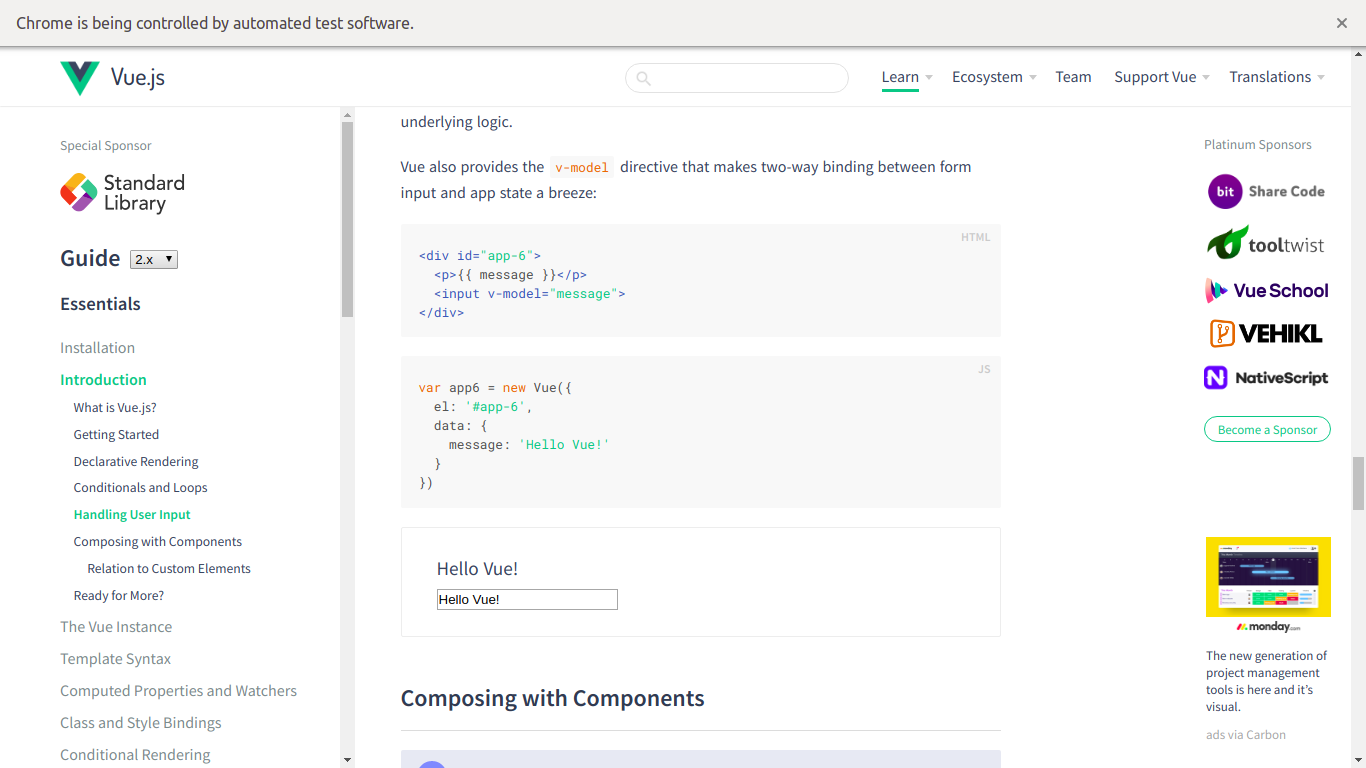 Chrome is being controlled by automated test software.
Vue.js
Learn
Ecosystem
Team
Support Vue
Translations
Special Sponsor
Standard
Library
Guide
2.x
Essentials
Installation
Introduction
What is Vue.js?
Getting Started
Declarative Rendering
Conditionals and Loops
Handling User Input
Composing with Components
Relation to Custom Elements
Ready for More?
The Vue Instance
Template Syntax
Computed Properties and Watchers
Class and Style Bindings
Conditional Rendering
underlying logic.
Vue also provides the v-model directive that makes two-way binding between form
input and app state a breeze:
HTML
<div id="app-6">
  <p>{{ message }}</p>
  <input v-model="message">
</div>
JS
var app6 = new Vue({
  el: '#app-6',
  data: {
    message: 'Hello Vue!'
  }
})
Hello Vue!
Hello Vue!
Composing with Components
Platinum Sponsors
bit Share Code
tooltwist
Vue School
VEHIKL
NativeScript
Become a Sponsor
monday.com
The new generation of
project management
tools is here and it's
visual.
ads via Carbon